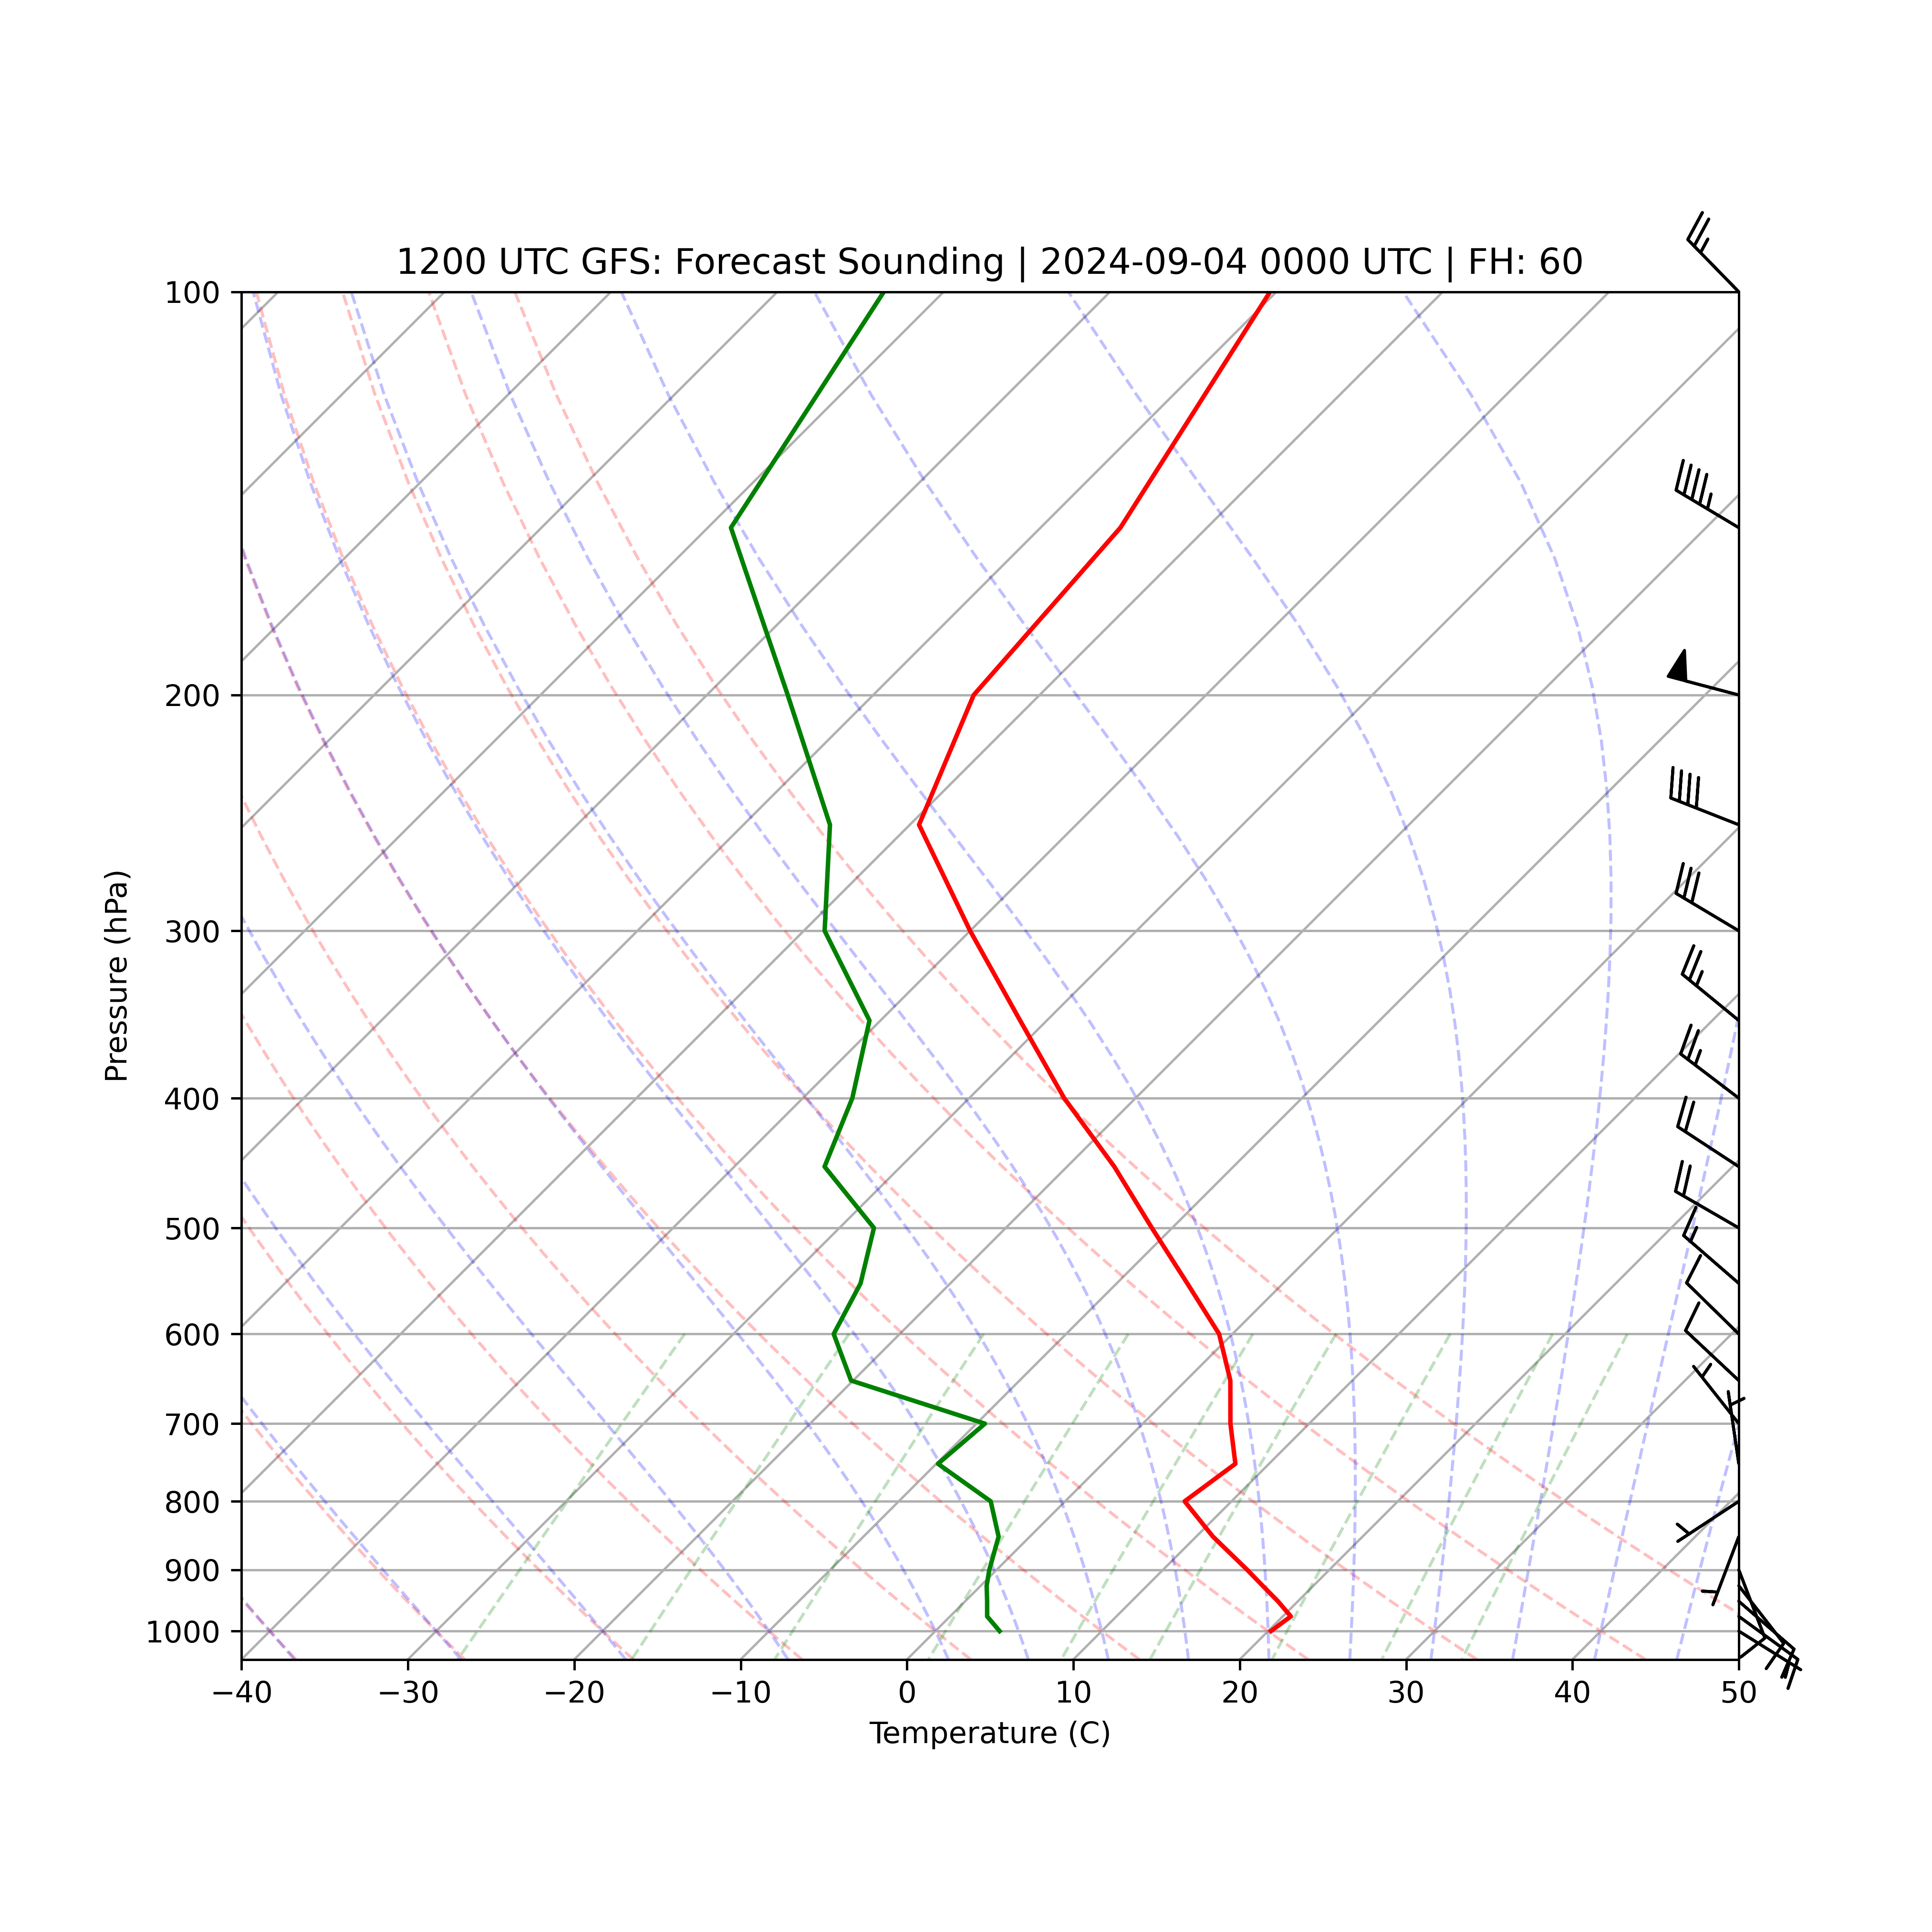 1200 UTC GFS: Forecast Sounding | 2024-09-04 0000 UTC | FH: 60
100
200
300
400
500
600
700
800
900
1000
Pressure (hPa)
−40 −30 −20 −10 0 10 20 30 40 50
Temperature (C)